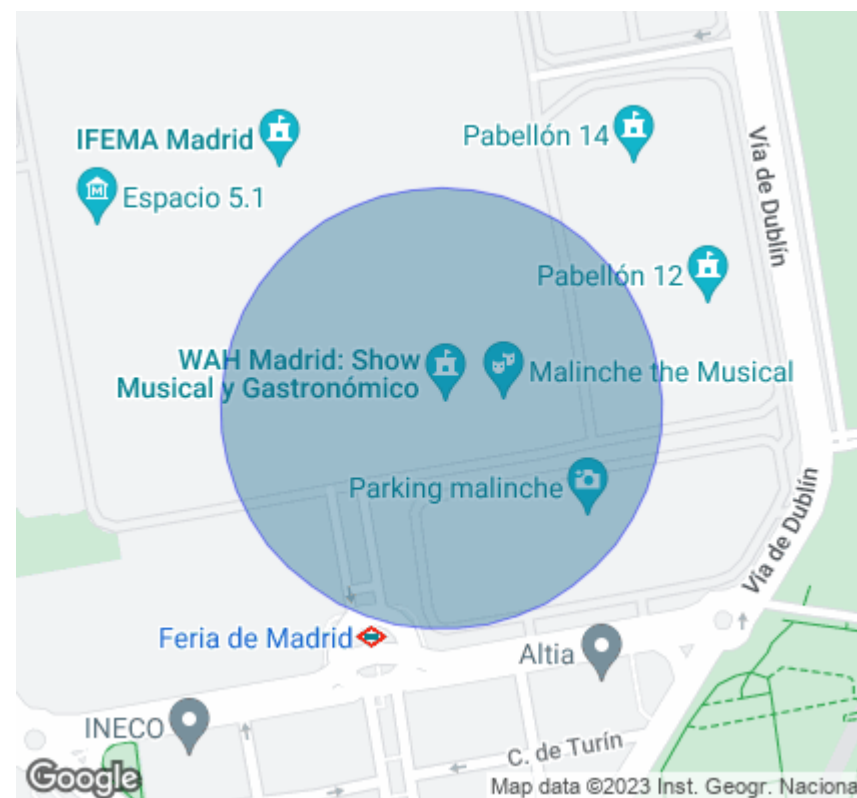 IFEMA Madrid
Pabellón 14
Espacio 5.1
Vía de Dublín
Pabellón 12
WAH Madrid: Show
Musical y Gastronómico
Malinche the Musical
Parking malinche
Vía de Dublín
Feria de Madrid
Altia
INECO
C. de Turín
Google
Map data ©2023 Inst. Geogr. Naciona